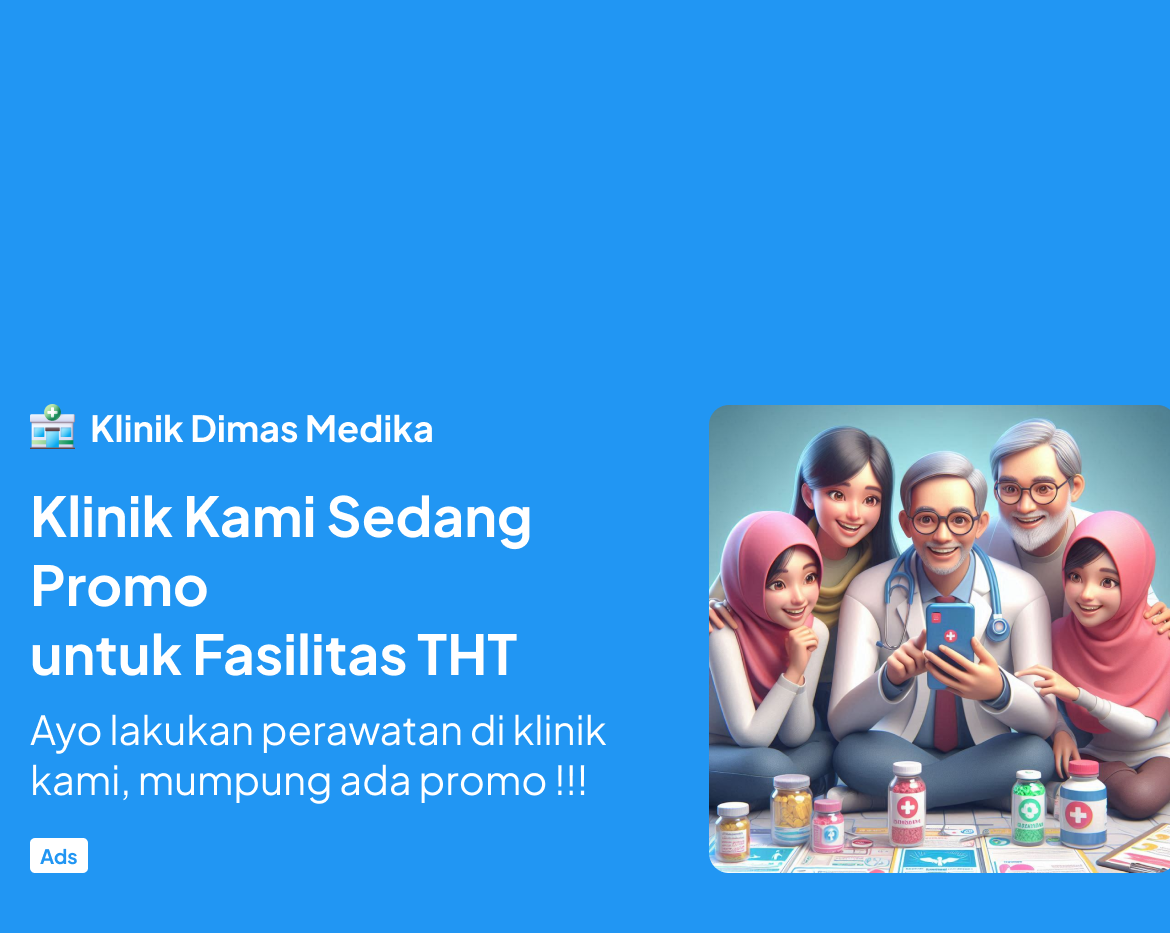 Klinik Dimas Medika
Klinik Kami Sedang
Promo
untuk Fasilitas THT
Ayo lakukan perawatan di klinik
kami, mumpung ada promo !!!
Ads